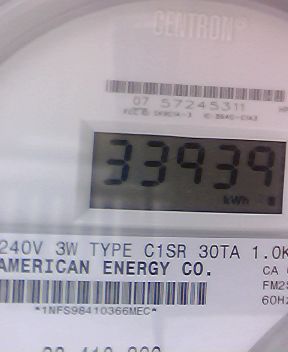 CENTRON®
07 57245311
33939
kWh
240V 3W TYPE C1SR 30TA 1.0K
AMERICAN ENERGY CO.
CA
FM2S
60Hz
*1NFS98410366MEC*